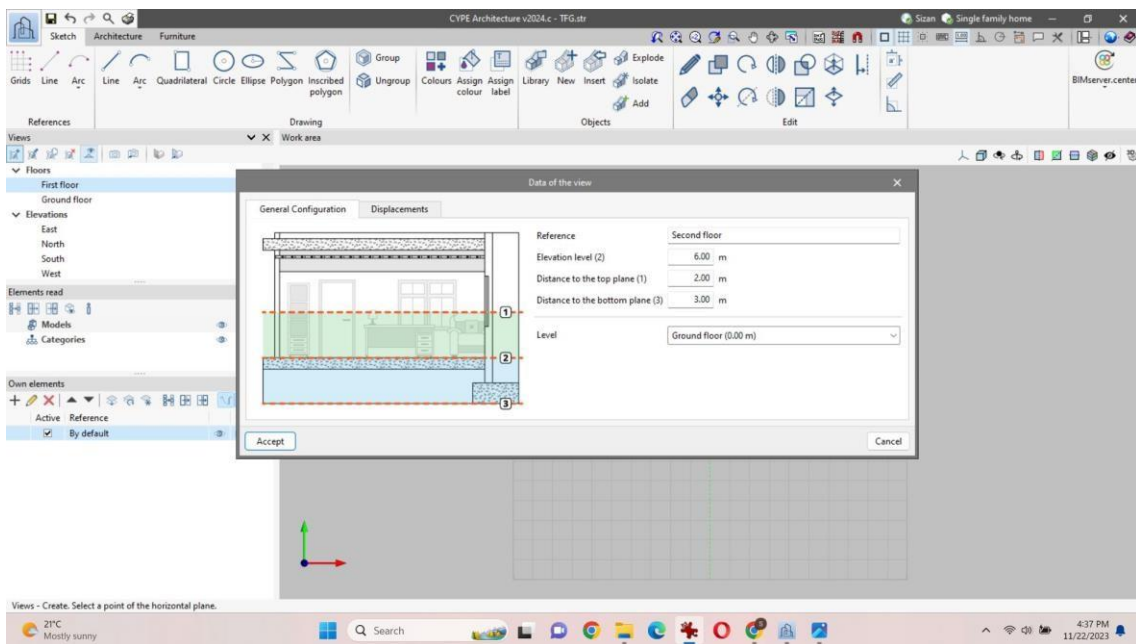 CYPE Architecture v2024.c - TFG.str
Sizan
Single family home
Sketch
Architecture
Furniture
Grids
Line
Arc
Line
Arc
Quadrilateral
Circle
Ellipse
Polygon
Inscribed
polygon
Group
Ungroup
Colours
Assign
colour
Assign
label
Library
New
Insert
Explode
Isolate
Add
BIMserver.center
References
Drawing
Objects
Edit
Views
Work area
Floors
First floor
Ground floor
Elevations
East
North
South
West
Elements read
Models
Categories
Own elements
Active
Reference
By default
Data of the view
General Configuration
Displacements
1
2
3
Reference
Second floor
Elevation level (2)
6.00 m
Distance to the top plane (1)
2.00 m
Distance to the bottom plane (3)
3.00 m
Level
Ground floor (0.00 m)
Accept
Cancel
Views - Create. Select a point of the horizontal plane.
21°C
Mostly sunny
Search
4:37 PM
11/22/2023